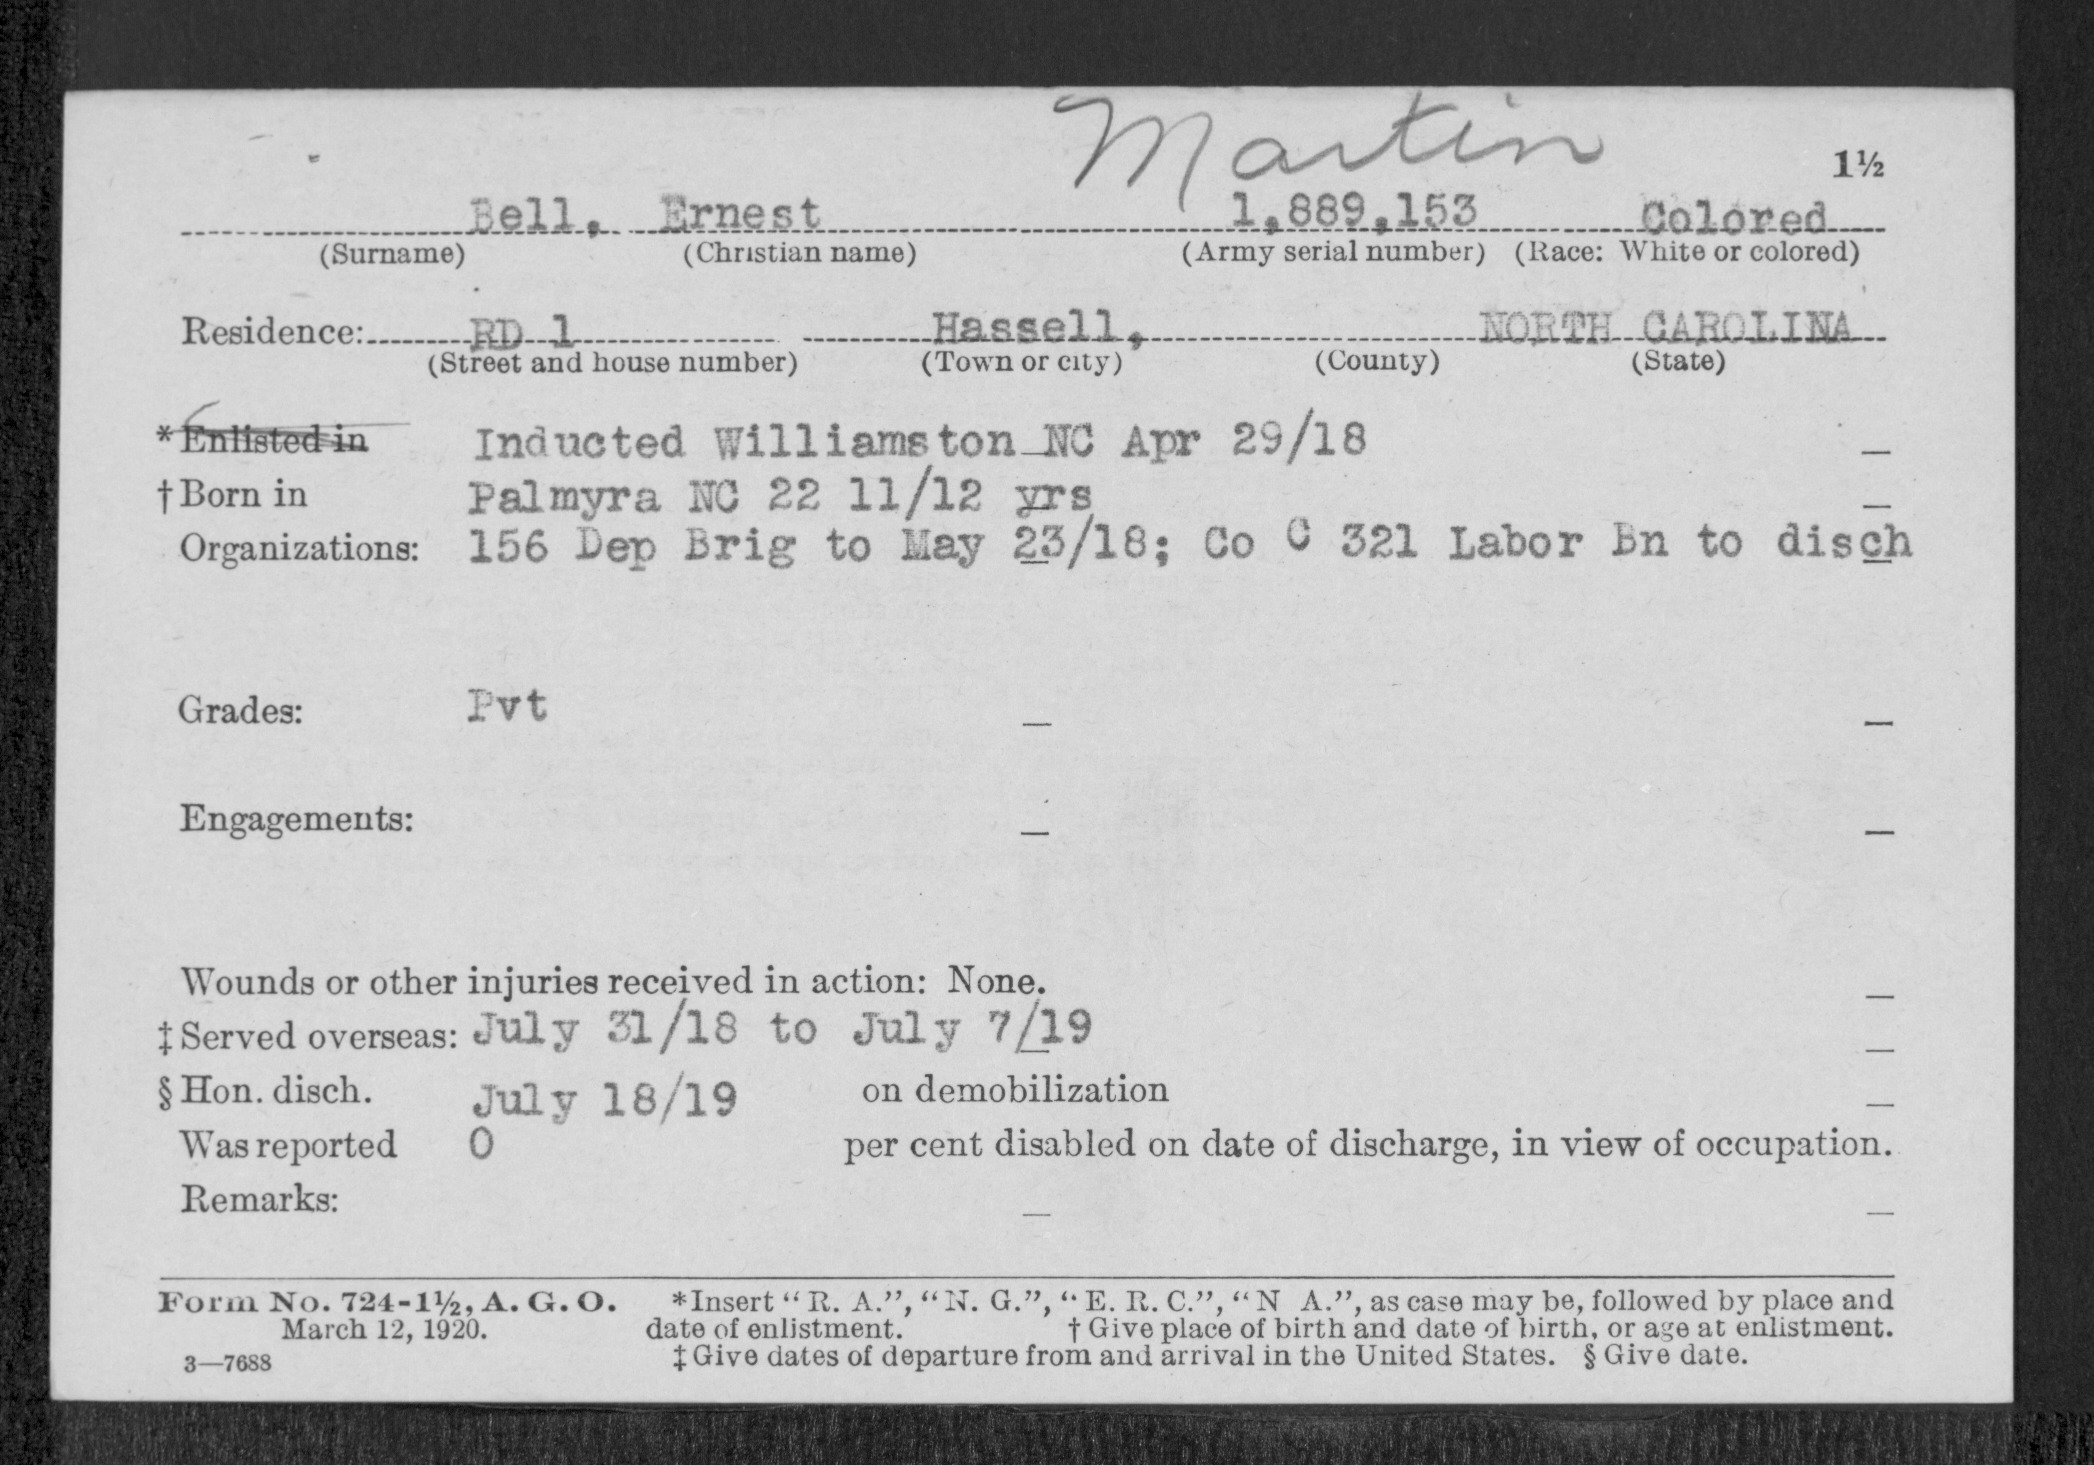 Martin
1½
Bell, Ernest 1,889,153 Colored
(Surname) (Christian name) (Army serial number) (Race: White or colored)
Residence: RD 1 Hassell, NORTH CAROLINA
(Street and house number) (Town or city) (County) (State)
*Enlisted in Inducted Williamston NC Apr 29/18
†Born in Palmyra NC 22 11/12 yrs
Organizations: 156 Dep Brig to May 23/18; Co C 321 Labor Bn to disch
Grades: Pvt
Engagements:
Wounds or other injuries received in action: None.
‡Served overseas: July 31/18 to July 7/19
§Hon. disch. July 18/19 on demobilization
Was reported 0 per cent disabled on date of discharge, in view of occupation.
Remarks:
Form No. 724-1½, A. G. O. *Insert "R. A.", "N. G.", "E. R. C.", "N A.", as case may be, followed by place and
March 12, 1920. date of enlistment. †Give place of birth and date of birth, or age at enlistment.
3—7688 ‡Give dates of departure from and arrival in the United States. §Give date.